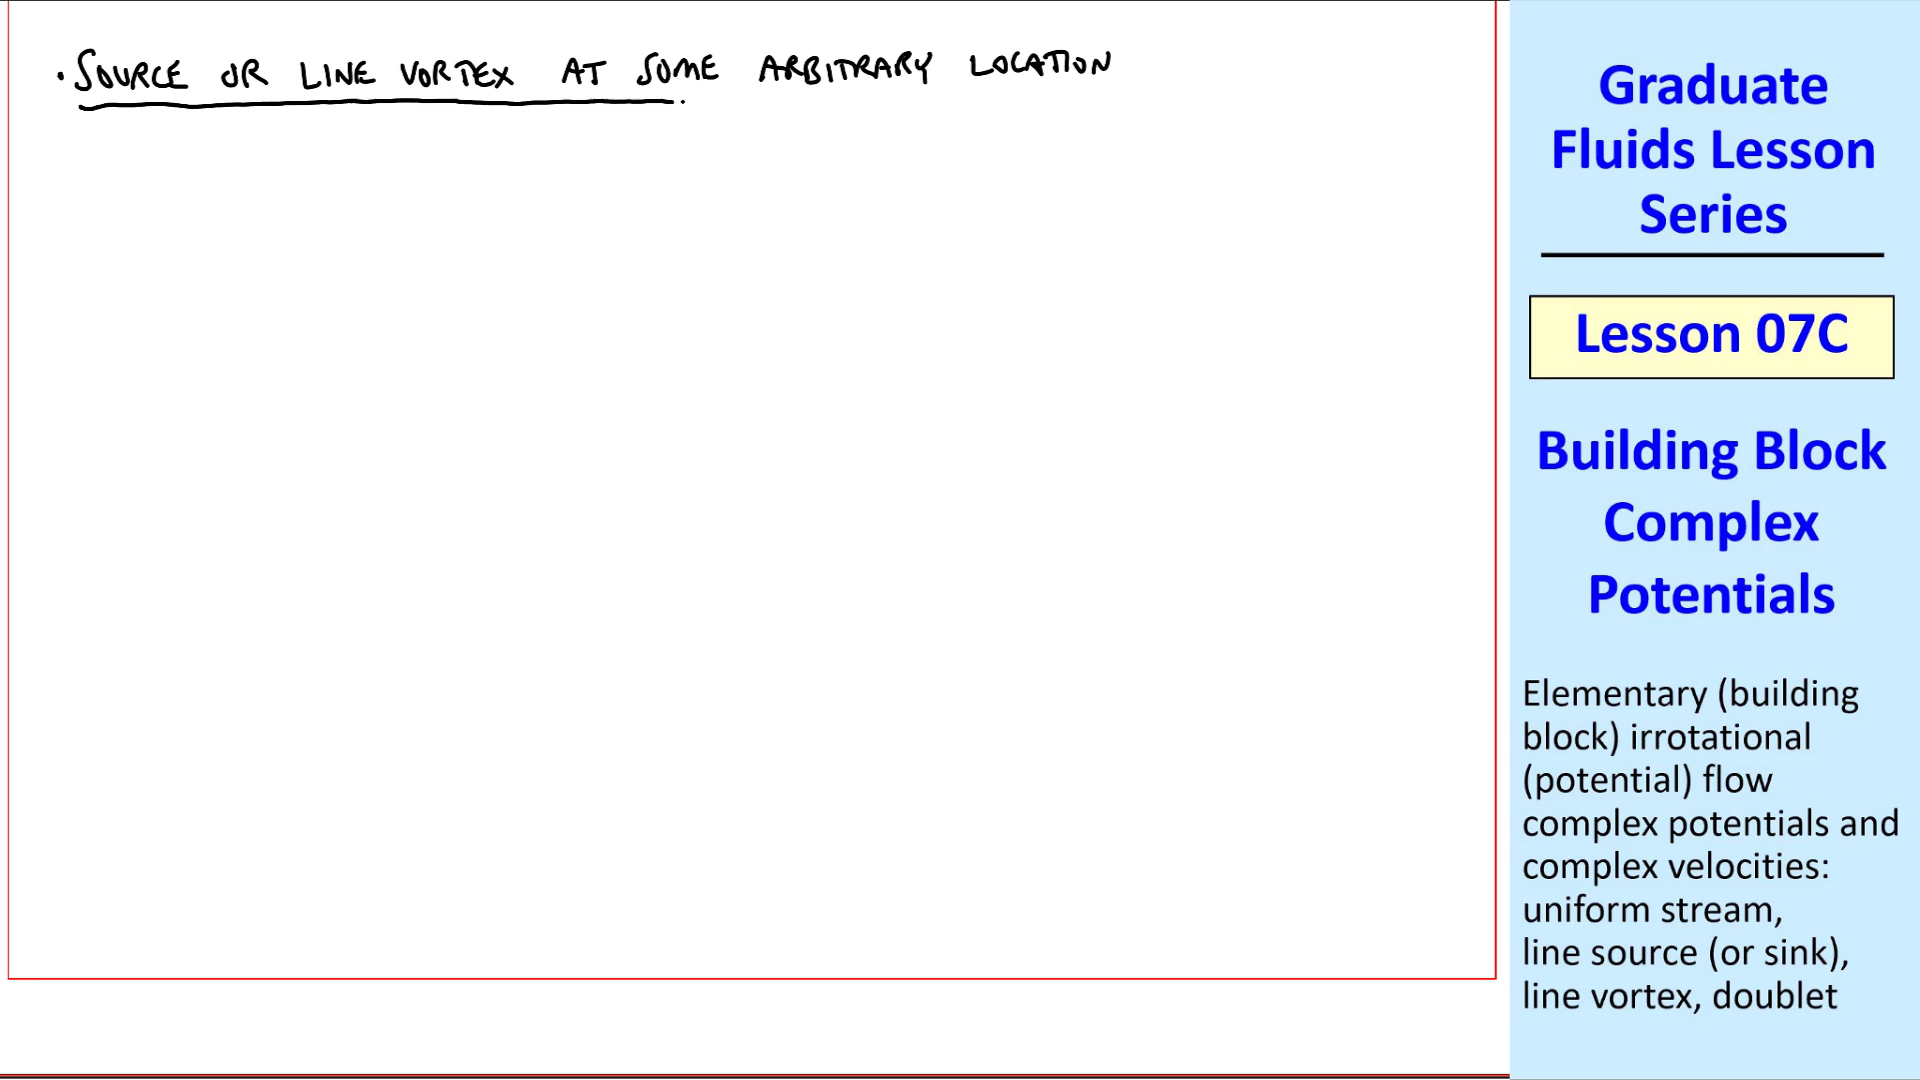 · SOURCE OR LINE VORTEX AT SOME ARBITRARY LOCATION
Graduate
Fluids Lesson
Series
Lesson 07C
Building Block
Complex
Potentials
Elementary (building
block) irrotational
(potential) flow
complex potentials and
complex velocities:
uniform stream,
line source (or sink),
line vortex, doublet